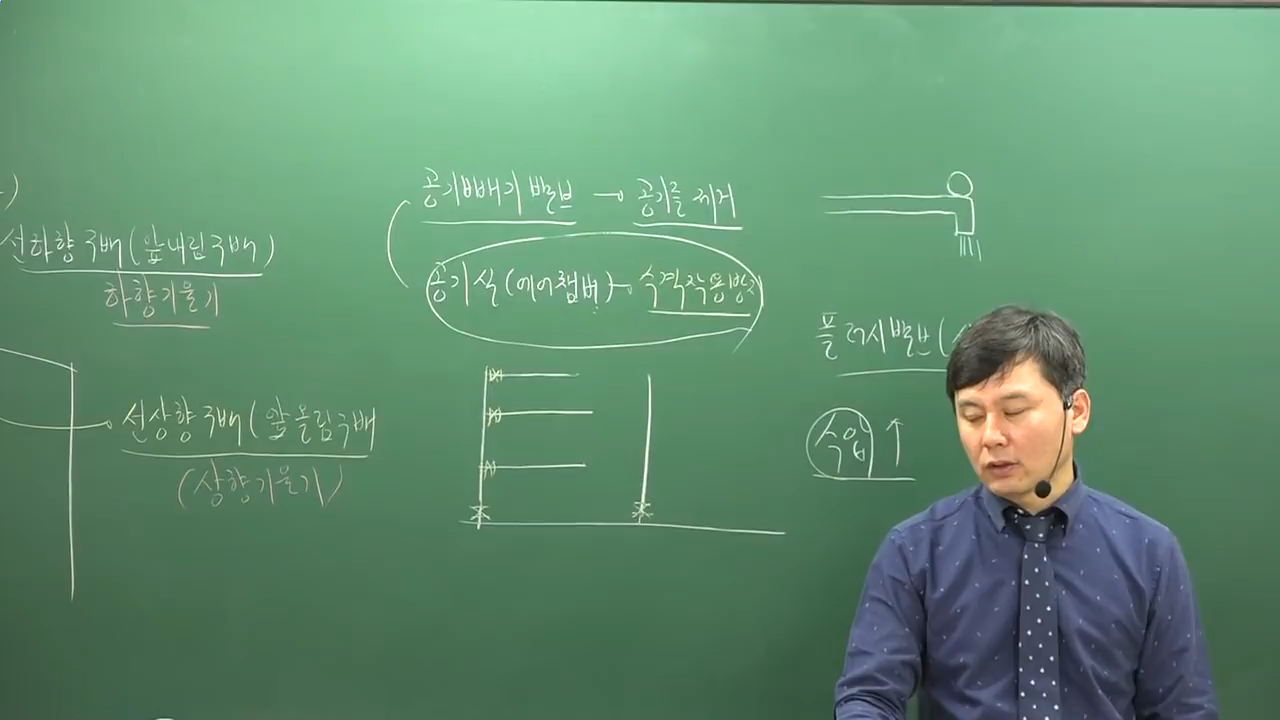 선하향 구배(앞내림구배)
하향기울기
선상향 구배(앞올림구배
(상향기울기)
공기빼기 밸브 → 공기를 제거
공기실(에어챔버)→수격작용방지
플러시밸브(
수압 ↑